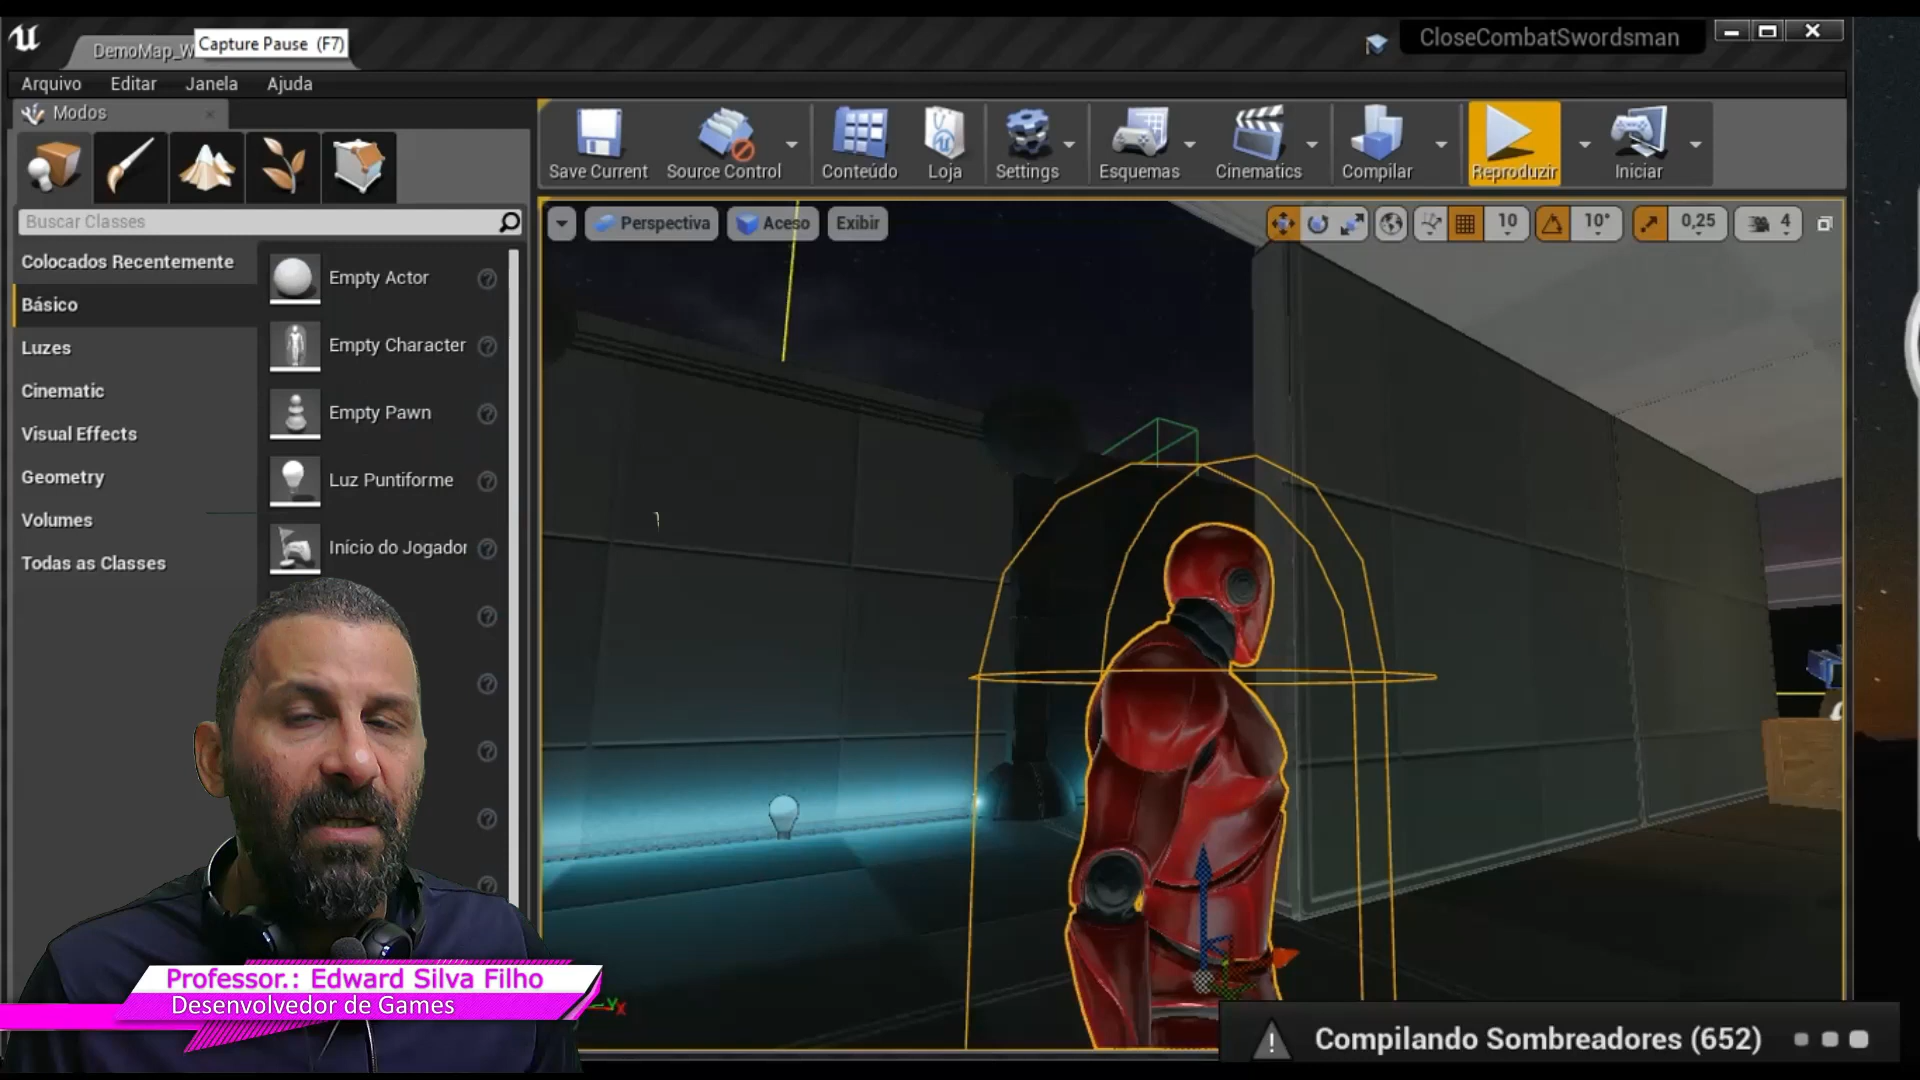 Capture Pause (F7)
DemoMap_W
CloseCombatSwordsman
Arquivo Editar Janela Ajuda
Modos
Save Current Source Control Conteúdo Loja Settings Esquemas Cinematics Compilar Reproduzir Iniciar
Buscar Classes
Perspectiva Aceso Exibir 10 10° 0,25 4
Colocados Recentemente
Básico
Luzes
Cinematic
Visual Effects
Geometry
Volumes
Todas as Classes
Empty Actor
Empty Character
Empty Pawn
Luz Puntiforme
Início do Jogador
Professor.: Edward Silva Filho
Desenvolvedor de Games
Y X
Compilando Sombreadores (652)